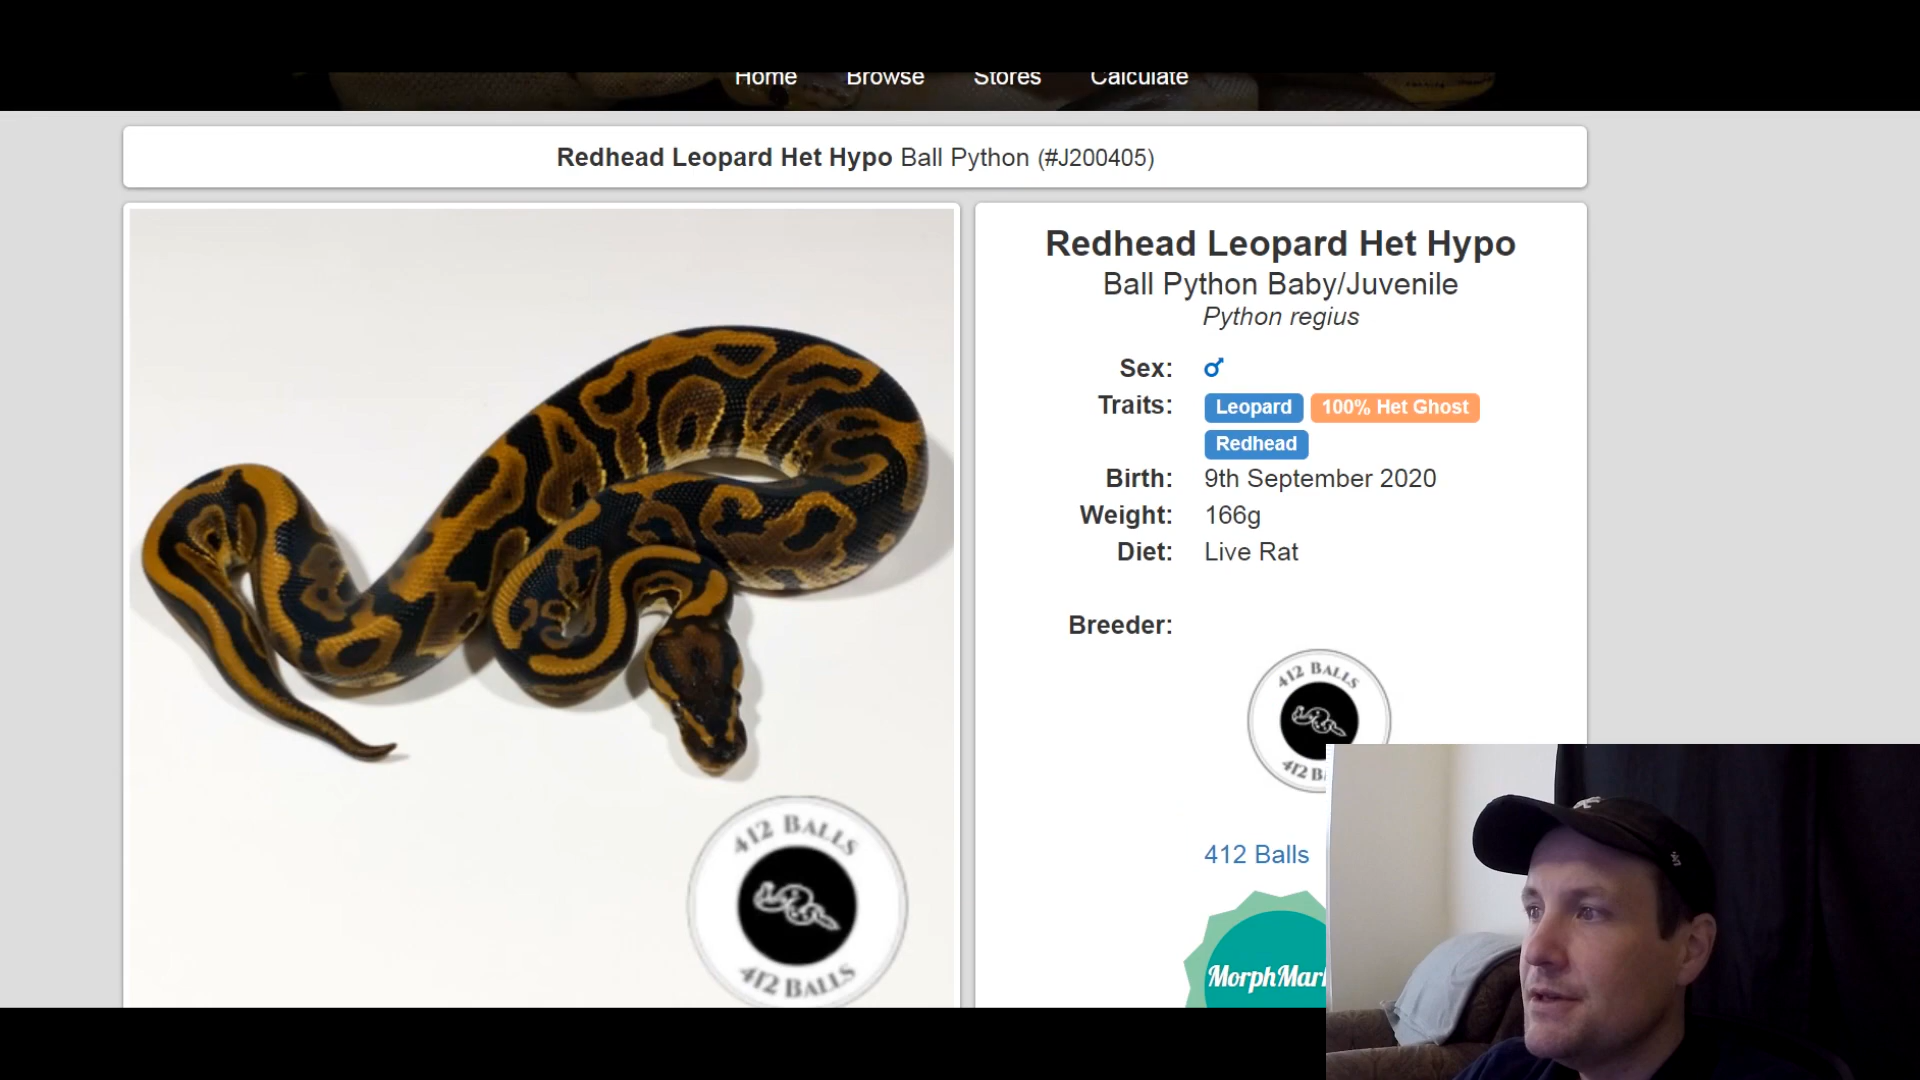 Home Browse Stores Calculate
Redhead Leopard Het Hypo Ball Python (#J200405)
Redhead Leopard Het Hypo
Ball Python Baby/Juvenile
Python regius
Sex: ♂
Traits: Leopard 100% Het Ghost
Redhead
Birth: 9th September 2020
Weight: 166g
Diet: Live Rat
Breeder:
412 BALLS
412 B
412 Balls
MorphMar
412 BALLS
412 BALLS